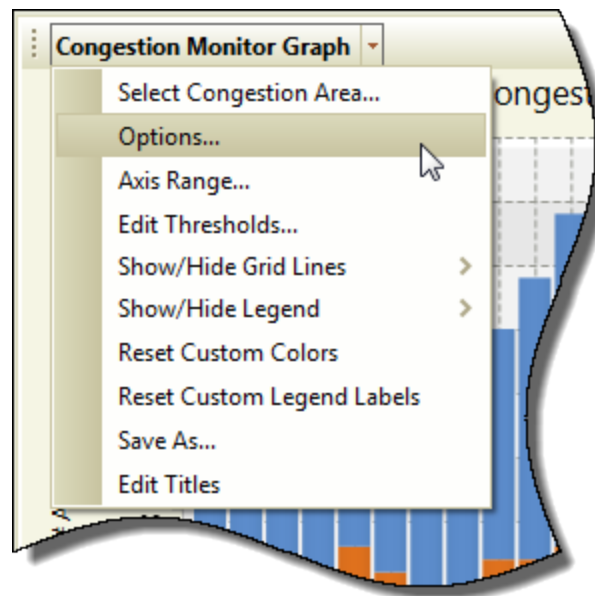 Congestion Monitor Graph
ongest
Select Congestion Area...
Options...
Axis Range...
Edit Thresholds...
Show/Hide Grid Lines
Show/Hide Legend
Reset Custom Colors
Reset Custom Legend Labels
Save As...
Edit Titles